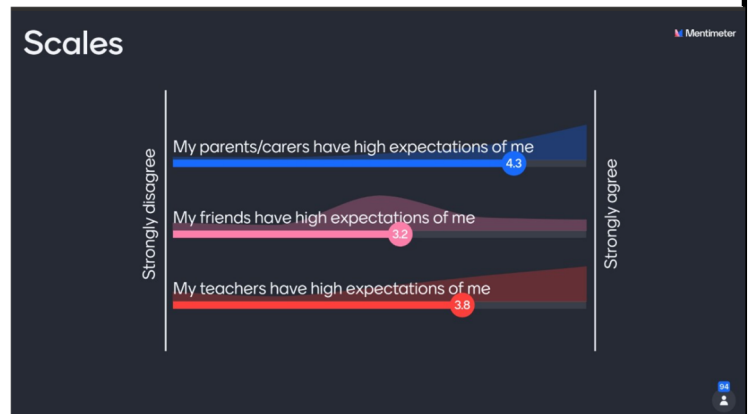 Scales
Mentimeter
Strongly disagree
My parents/carers have high expectations of me
4.3
My friends have high expectations of me
3.2
My teachers have high expectations of me
3.8
Strongly agree
94